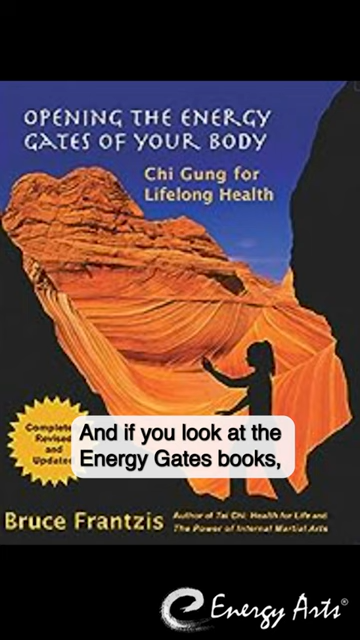 OPENING THE ENERGY
GATES OF YOUR BODY
Chi Gung for
Lifelong Health
Complete
Revised
and
Update
And if you look at the
Energy Gates books,
Bruce Frantzis
Author of Tai Chi: Health for Life and
The Power of Internal Martial Arts
Energy Arts®